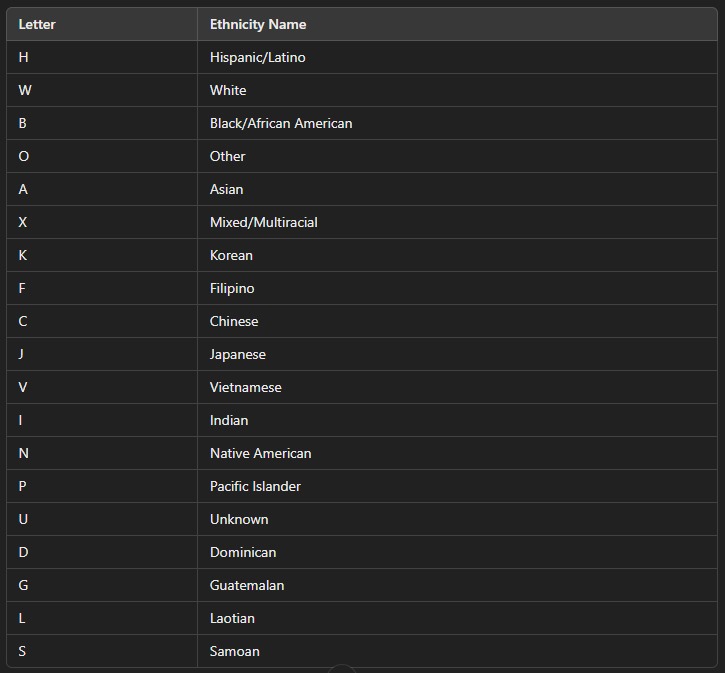 Letter Ethnicity Name
H Hispanic/Latino
W White
B Black/African American
O Other
A Asian
X Mixed/Multiracial
K Korean
F Filipino
C Chinese
J Japanese
V Vietnamese
I Indian
N Native American
P Pacific Islander
U Unknown
D Dominican
G Guatemalan
L Laotian
S Samoan